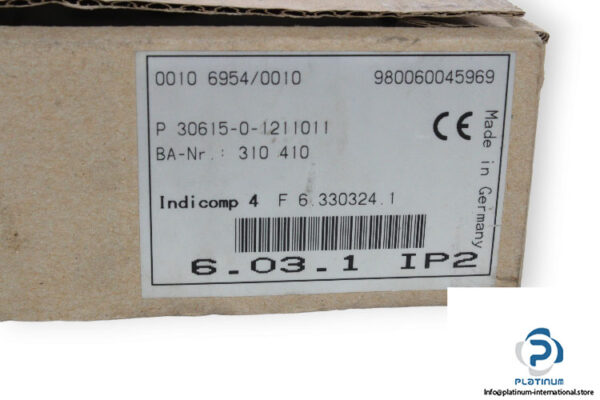 0010 6954/0010 980060045969
P 30615-0-1211011
BA-Nr.: 310 410
Indicomp 4 F 6.330324.1
6.03.1 IP2
CE
Made in Germany
P
PLATINUM
Info@platinum-international.store